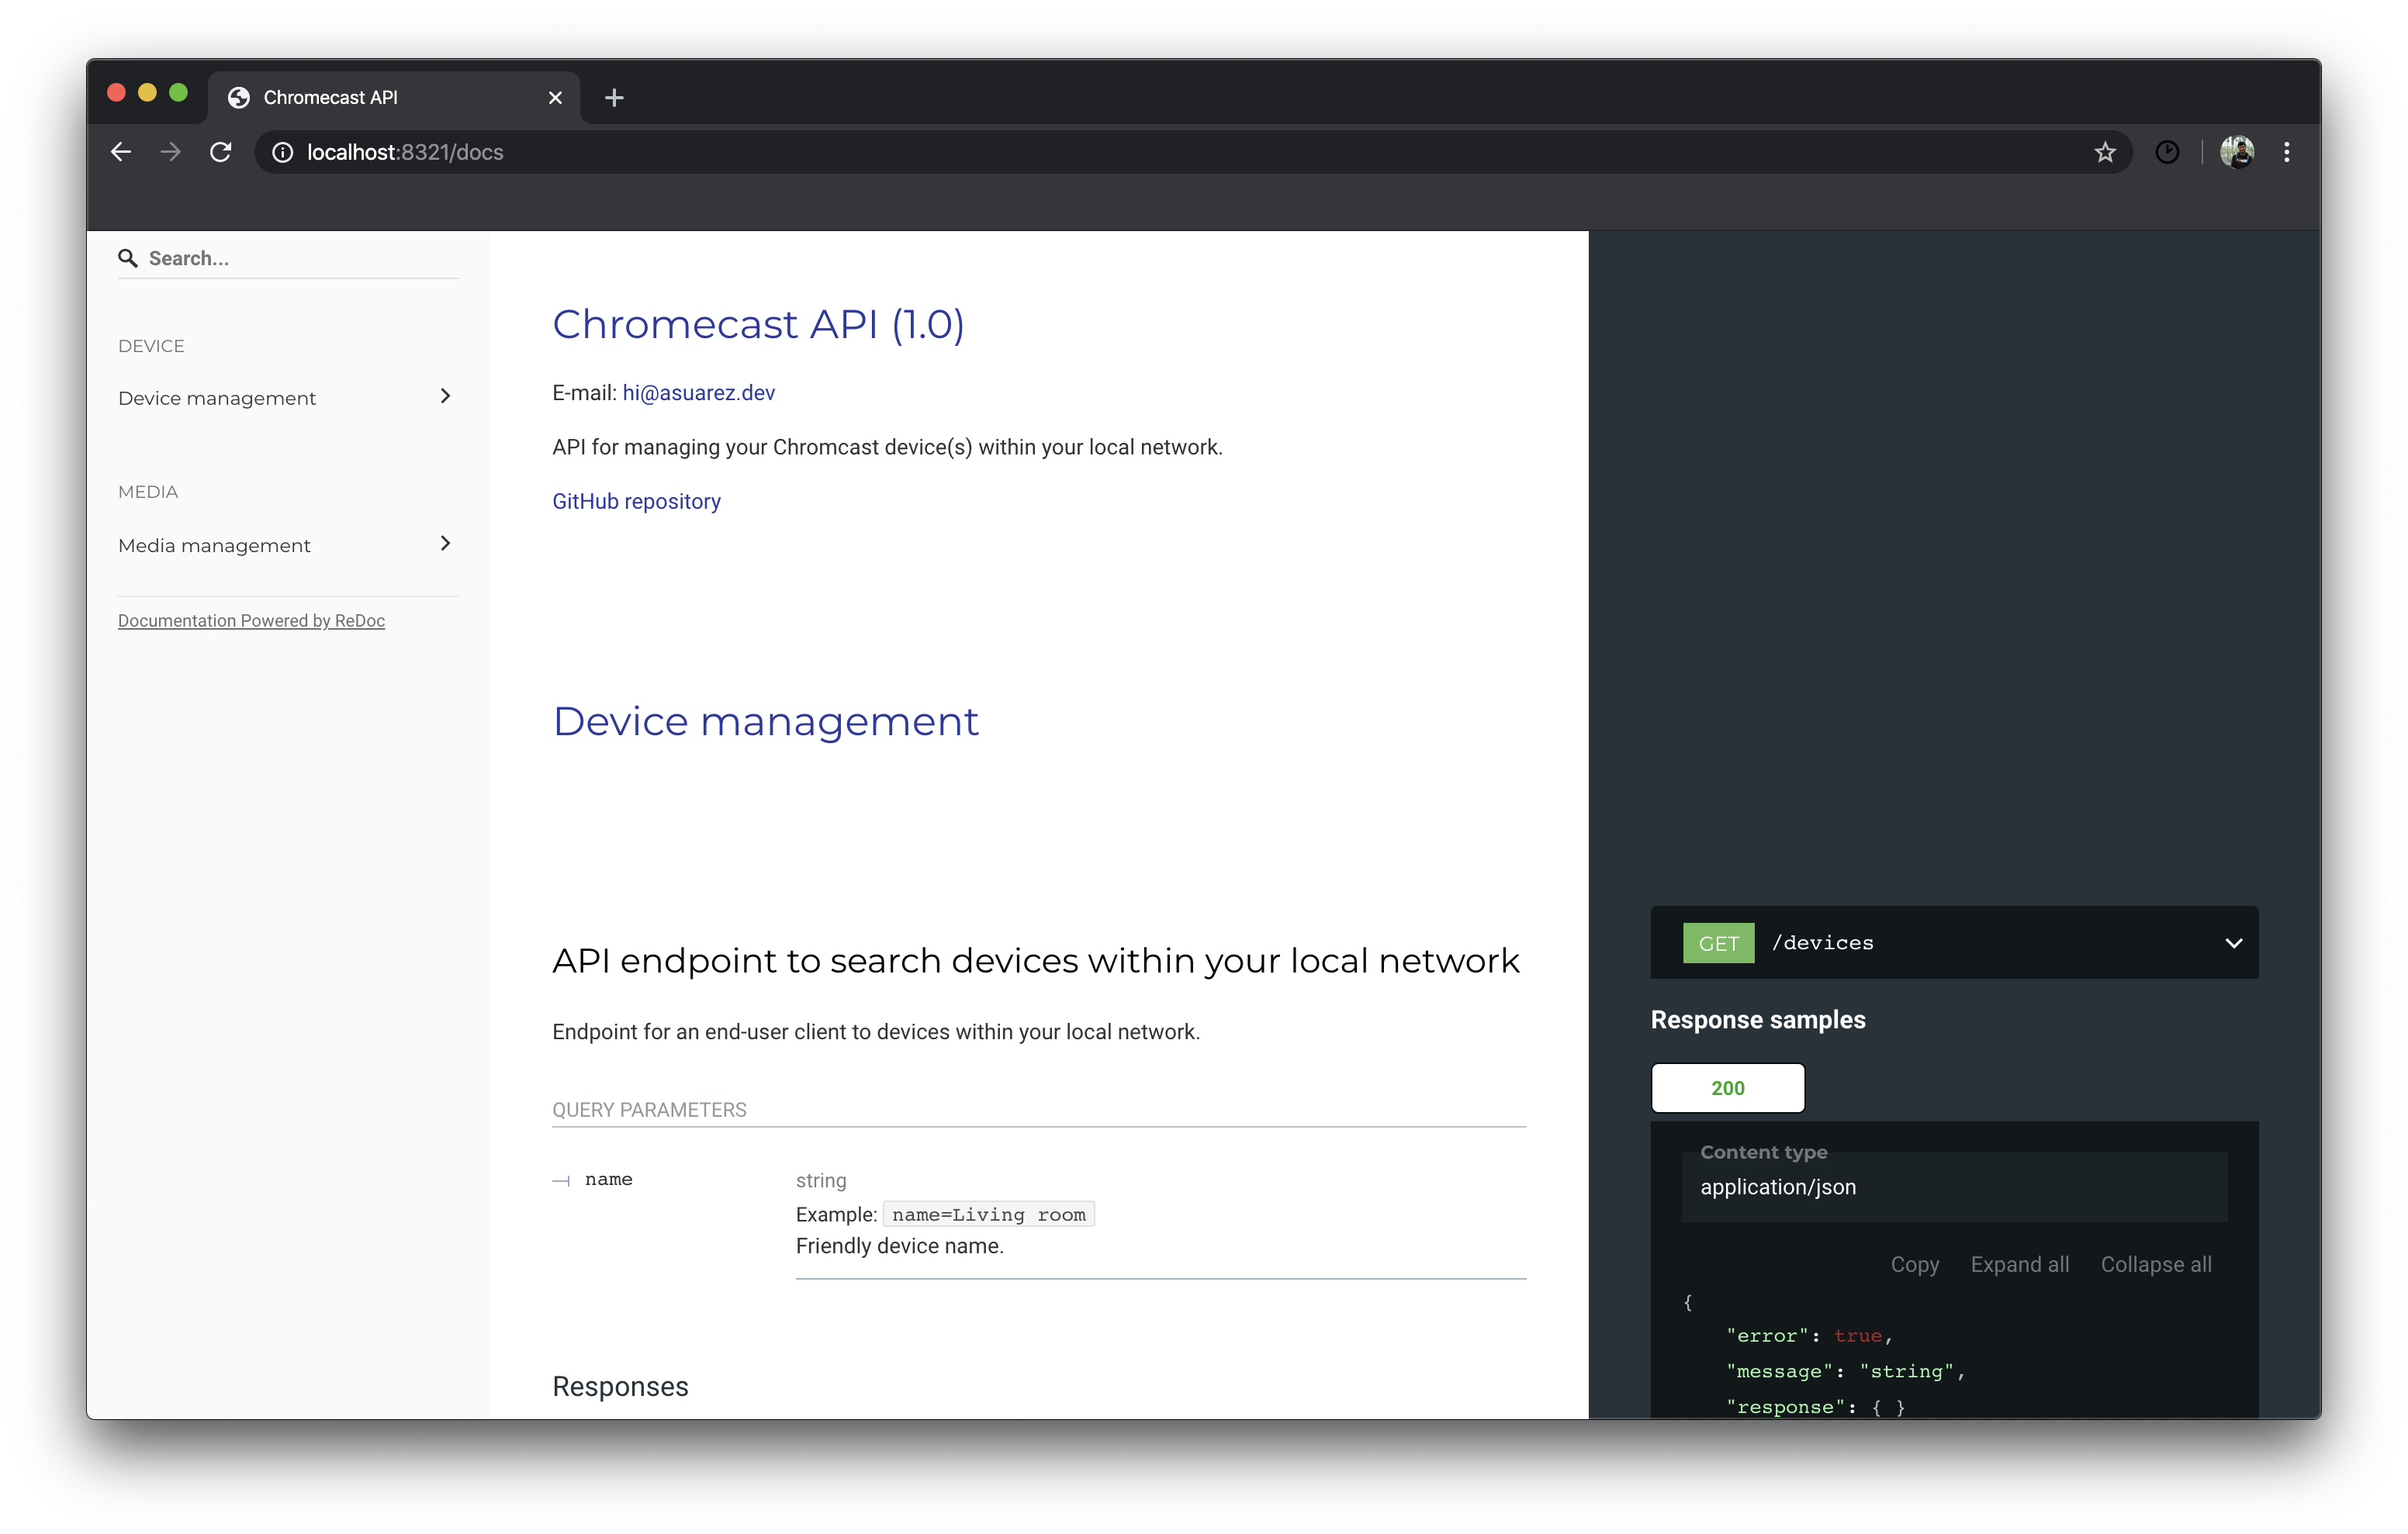 Chromecast API
localhost:8321/docs
Search...
DEVICE
Device management
MEDIA
Media management
Documentation Powered by ReDoc
Chromecast API (1.0)
E-mail: hi@asuarez.dev
API for managing your Chromcast device(s) within your local network.
GitHub repository
Device management
API endpoint to search devices within your local network
Endpoint for an end-user client to devices within your local network.
QUERY PARAMETERS
name
string
Example: name=Living room
Friendly device name.
Responses
GET /devices
Response samples
200
Content type
application/json
Copy Expand all Collapse all
{
"error": true,
"message": "string",
"response": { }